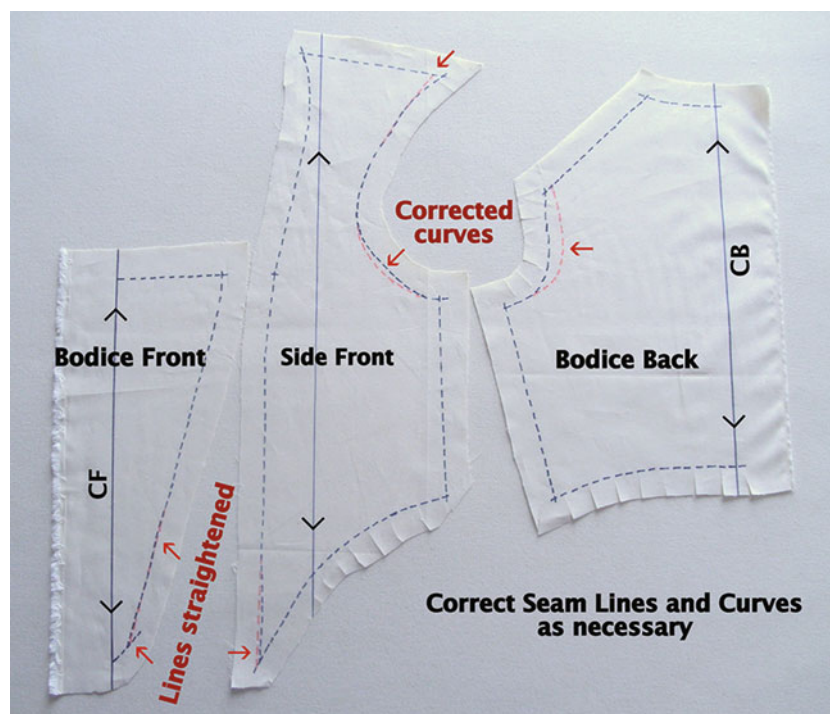 Corrected
curves
CB
Bodice Front
Side Front
Bodice Back
CF
Lines straightened
Correct Seam Lines and Curves
as necessary